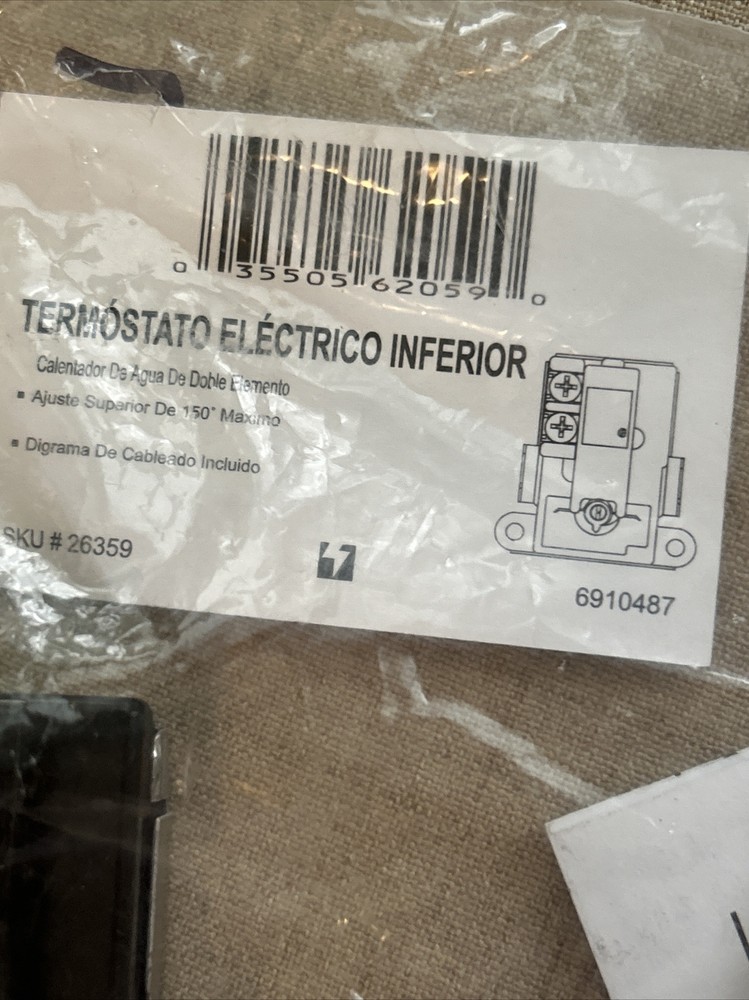 0 35505 62059 0
TERMÓSTATO ELÉCTRICO INFERIOR
Calentador De Agua De Doble Elemento
▪ Ajuste Superior De 150° Maximo
▪ Digrama De Cableado Incluido
SKU # 26359
6910487